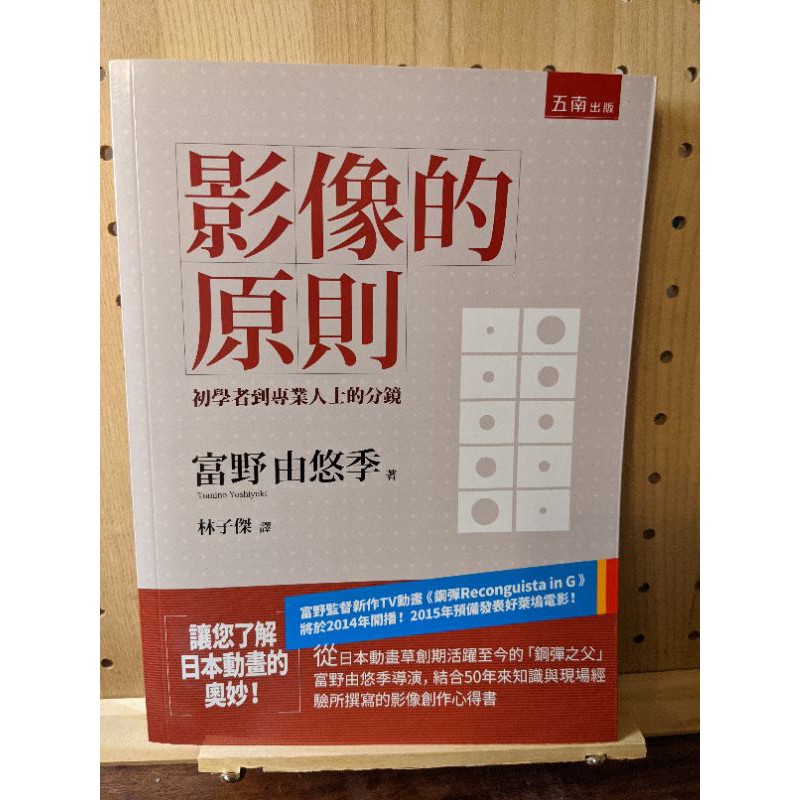 五南出版
影像的
原則
初學者到專業人士的分鏡
富野由悠季 著
Tomino Yoshiyuki
林子傑 譯
富野監督新作TV動畫《鋼彈Reconguista in G》
將於2014年開播！2015年預備發表好萊塢電影！
讓您了解
日本動畫的
奧妙！
從日本動畫草創期活躍至今的「鋼彈之父」
富野由悠季導演，結合50年來知識與現場經
驗所撰寫的影像創作心得書